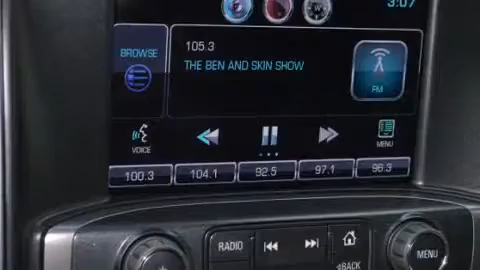 3:07
BROWSE
105.3
THE BEN AND SKIN SHOW
FM
VOICE
MENU
100.3
104.1
92.5
97.1
96.3
RADIO
BACK
MENU